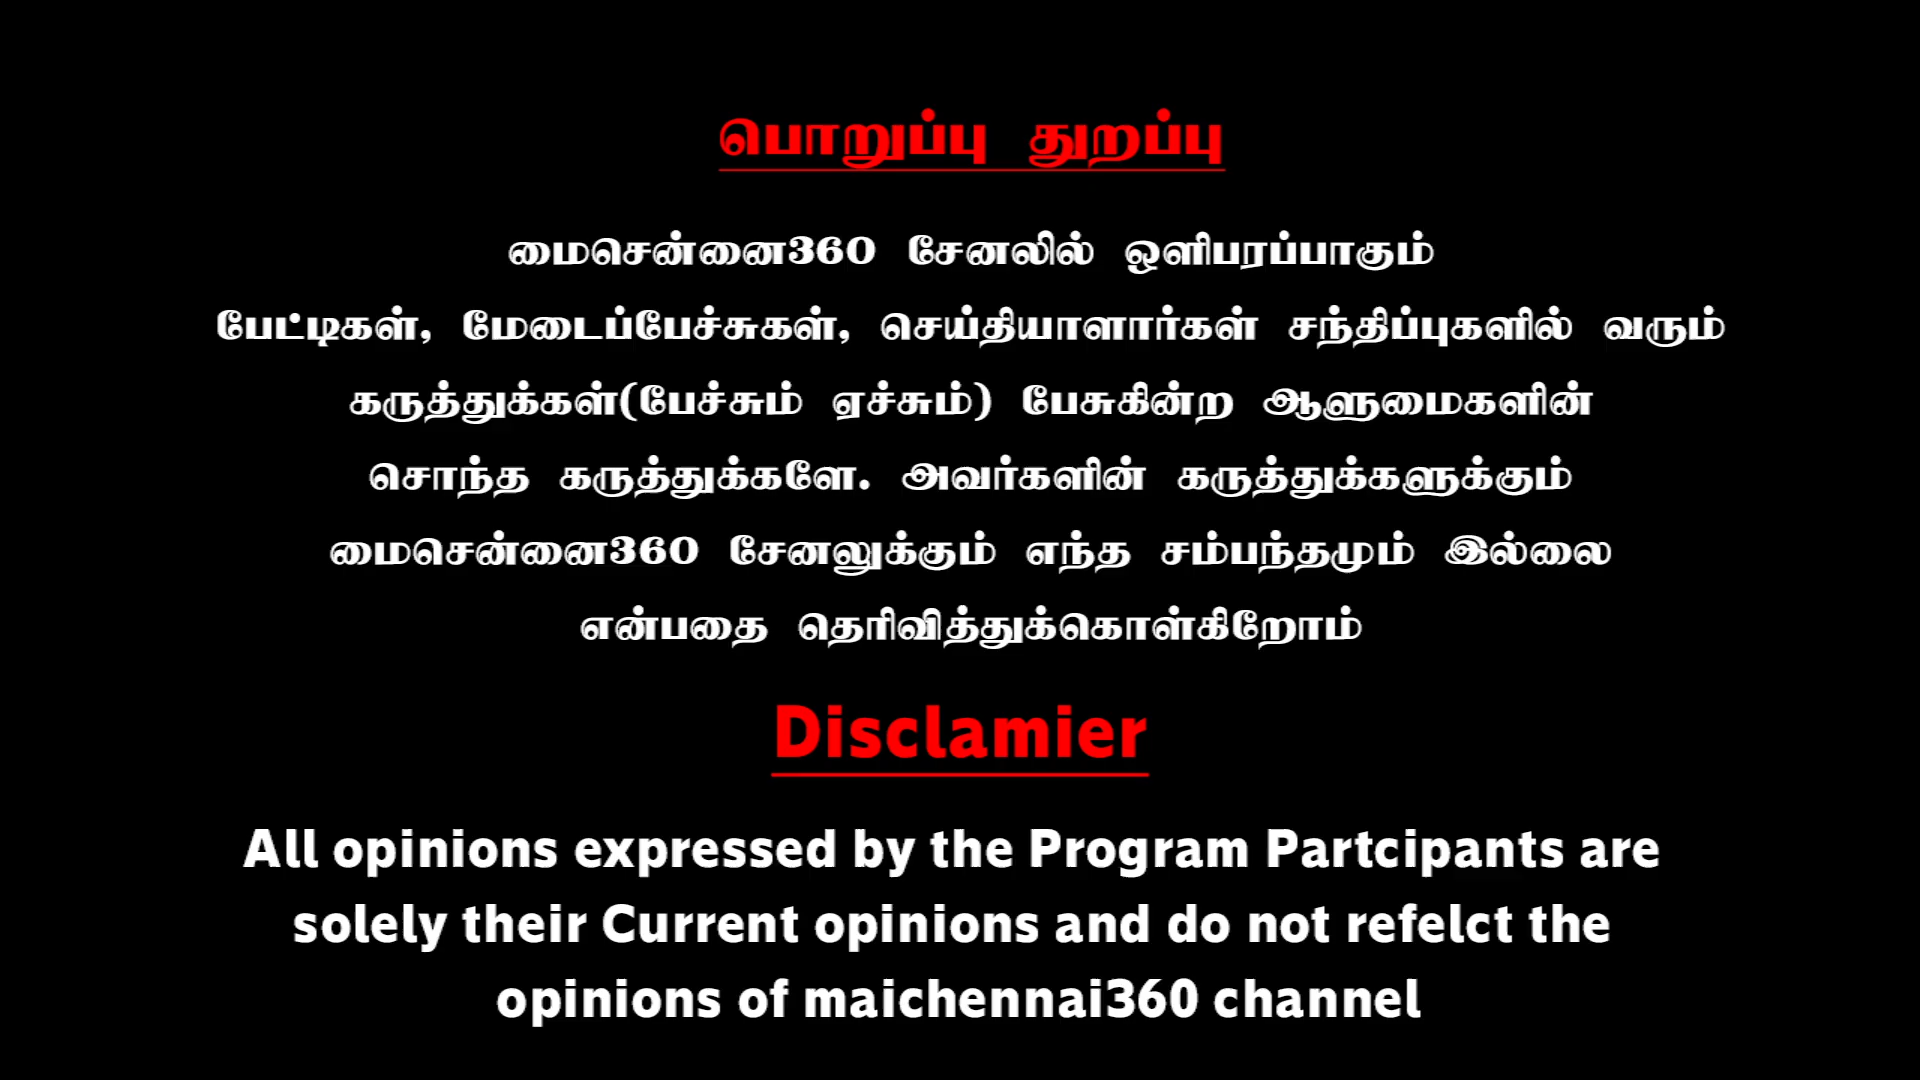 பொறுப்பு துறப்பு
மைசென்னை360 சேனலில் ஒளிபரப்பாகும்
பேட்டிகள், மேடைப்பேச்சுகள், செய்தியாளார்கள் சந்திப்புகளில் வரும்
கருத்துக்கள்(பேச்சும் ஏச்சும்) பேசுகின்ற ஆளுமைகளின்
சொந்த கருத்துக்களே. அவர்களின் கருத்துக்களுக்கும்
மைசென்னை360 சேனலுக்கும் எந்த சம்பந்தமும் இல்லை
என்பதை தெரிவித்துக்கொள்கிறோம்
Disclamier
All opinions expressed by the Program Partcipants are
solely their Current opinions and do not refelct the
opinions of maichennai360 channel